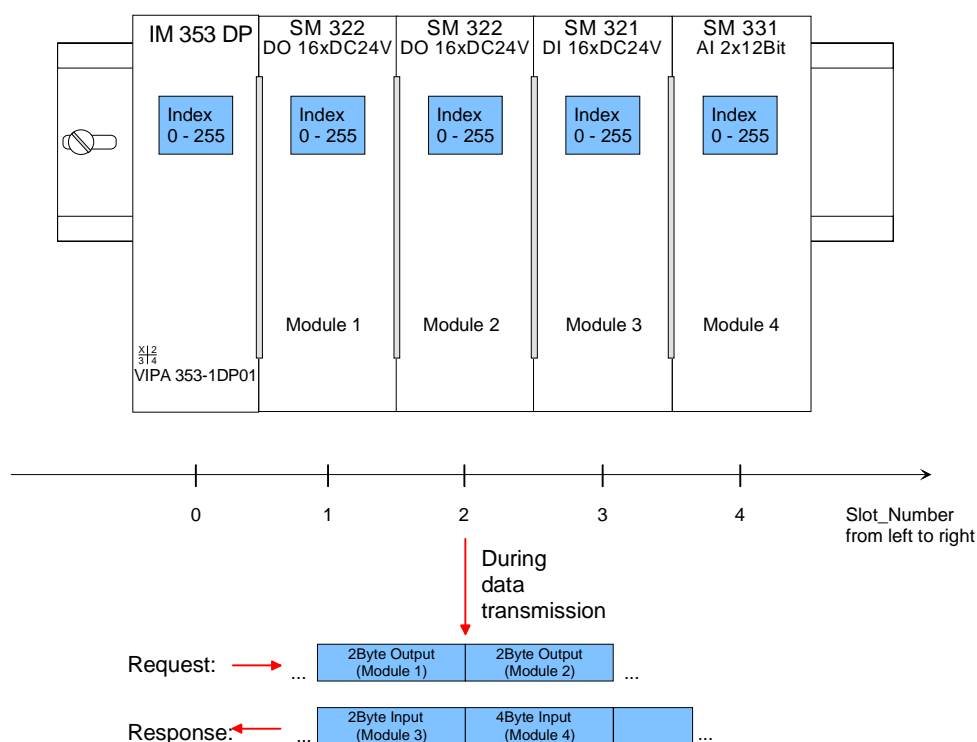 IM 353 DP
SM 322
DO 16xDC24V
SM 322
DO 16xDC24V
SM 321
DI 16xDC24V
SM 331
AI 2x12Bit
Index
0 - 255
Index
0 - 255
Index
0 - 255
Index
0 - 255
Index
0 - 255
Module 1
Module 2
Module 3
Module 4
X 2
3 4
VIPA 353-1DP01
0
1
2
3
4
Slot_Number
from left to right
During
data
transmission
Request:
...
2Byte Output
(Module 1)
2Byte Output
(Module 2)
...
Response:
...
2Byte Input
(Module 3)
4Byte Input
(Module 4)
...